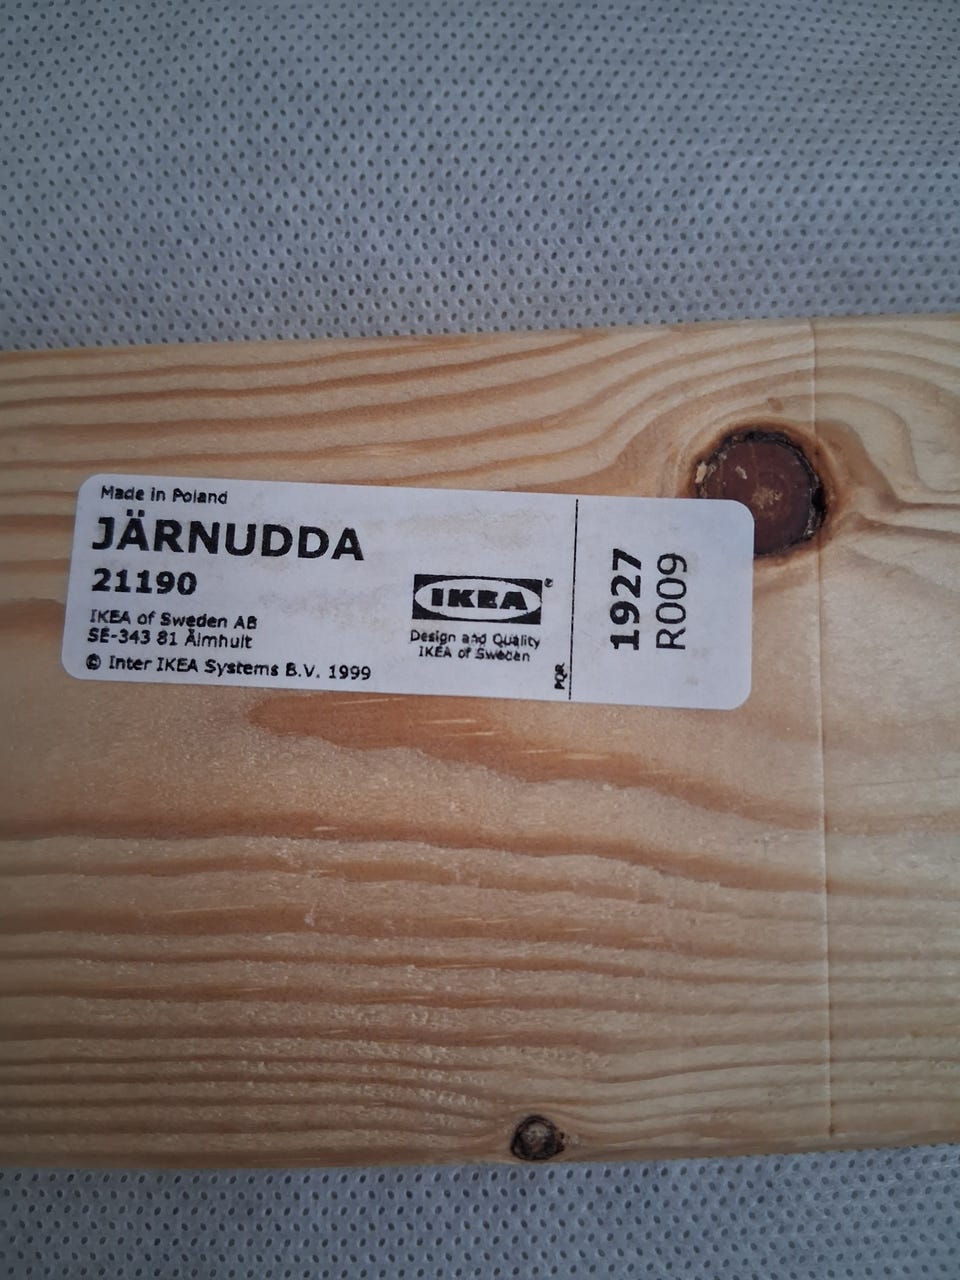 Made in Poland
JÄRNUDDA
21190
IKEA of Sweden AB
SE-343 81 Älmhult
© Inter IKEA Systems B.V. 1999
IKEA®
Design and Quality
IKEA of Sweden
PQR
1927
R009